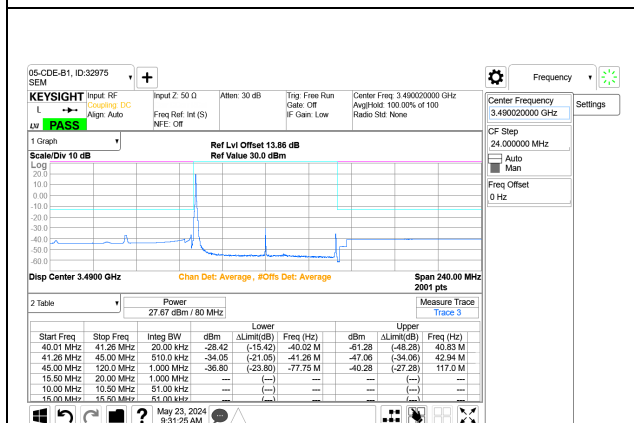 05-CDE-B1, ID:32975
SEM
Frequency
KEYSIGHT
L
LXI PASS
Input: RF
Coupling: DC
Align: Auto
Input Z: 50 Ω
Freq Ref: Int (S)
NFE: Off
Atten: 30 dB
Trig: Free Run
Gate: Off
IF Gain: Low
Center Freq: 3.490020000 GHz
Avg|Hold: 100.00% of 100
Radio Std: None
Center Frequency
3.490020000 GHz
Settings
CF Step
24.000000 MHz
Auto
Man
Freq Offset
0 Hz
1 Graph
Scale/Div 10 dB
Ref Lvl Offset 13.86 dB
Ref Value 30.0 dBm
Log
20.0
10.0
0.00
-10.0
-20.0
-30.0
-40.0
-50.0
-60.0
Disp Center 3.4900 GHz
Chan Det: Average, #Offs Det: Average
Span 240.00 MHz
2001 pts
2 Table
Power
27.67 dBm / 80 MHz
Measure Trace
Trace 3
Lower Upper
Start Freq Stop Freq Integ BW dBm ΔLimit(dB) Freq (Hz) dBm ΔLimit(dB) Freq (Hz)
40.01 MHz 41.26 MHz 20.00 kHz -28.42 (-15.42) -40.02 M -61.28 (-48.28) 40.83 M
41.26 MHz 45.00 MHz 510.0 kHz -34.05 (-21.05) -41.26 M -47.06 (-34.06) 42.94 M
45.00 MHz 120.0 MHz 1.000 MHz -36.80 (-23.80) -77.75 M -40.28 (-27.28) 117.0 M
15.50 MHz 20.00 MHz 1.000 MHz --- (---) --- --- (---) ---
10.00 MHz 10.50 MHz 51.00 kHz --- (---) --- --- (---) ---
15.00 MHz 15.50 MHz 51.00 kHz --- (---) --- --- (---) ---
?
May 23, 2024
9:31:25 AM